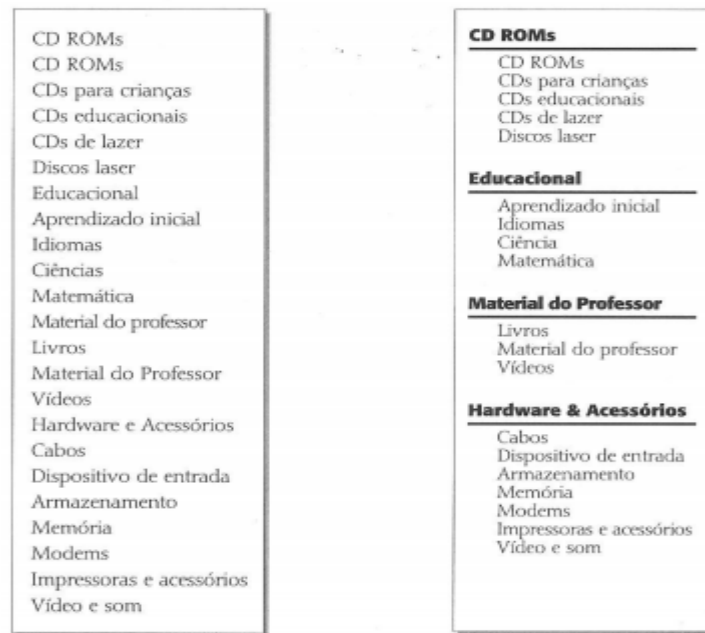 CD ROMs
CD ROMs
CDs para crianças
CDs educacionais
CDs de lazer
Discos laser
Educacional
Aprendizado inicial
Idiomas
Ciências
Matemática
Material do professor
Livros
Material do Professor
Vídeos
Hardware e Acessórios
Cabos
Dispositivo de entrada
Armazenamento
Memória
Modems
Impressoras e acessórios
Vídeo e som
CD ROMs
CD ROMs
CDs para crianças
CDs educacionais
CDs de lazer
Discos laser
Educacional
Aprendizado inicial
Idiomas
Ciência
Matemática
Material do Professor
Livros
Material do professor
Vídeos
Hardware & Acessórios
Cabos
Dispositivo de entrada
Armazenamento
Memória
Modems
Impressoras e acessórios
Vídeo e som